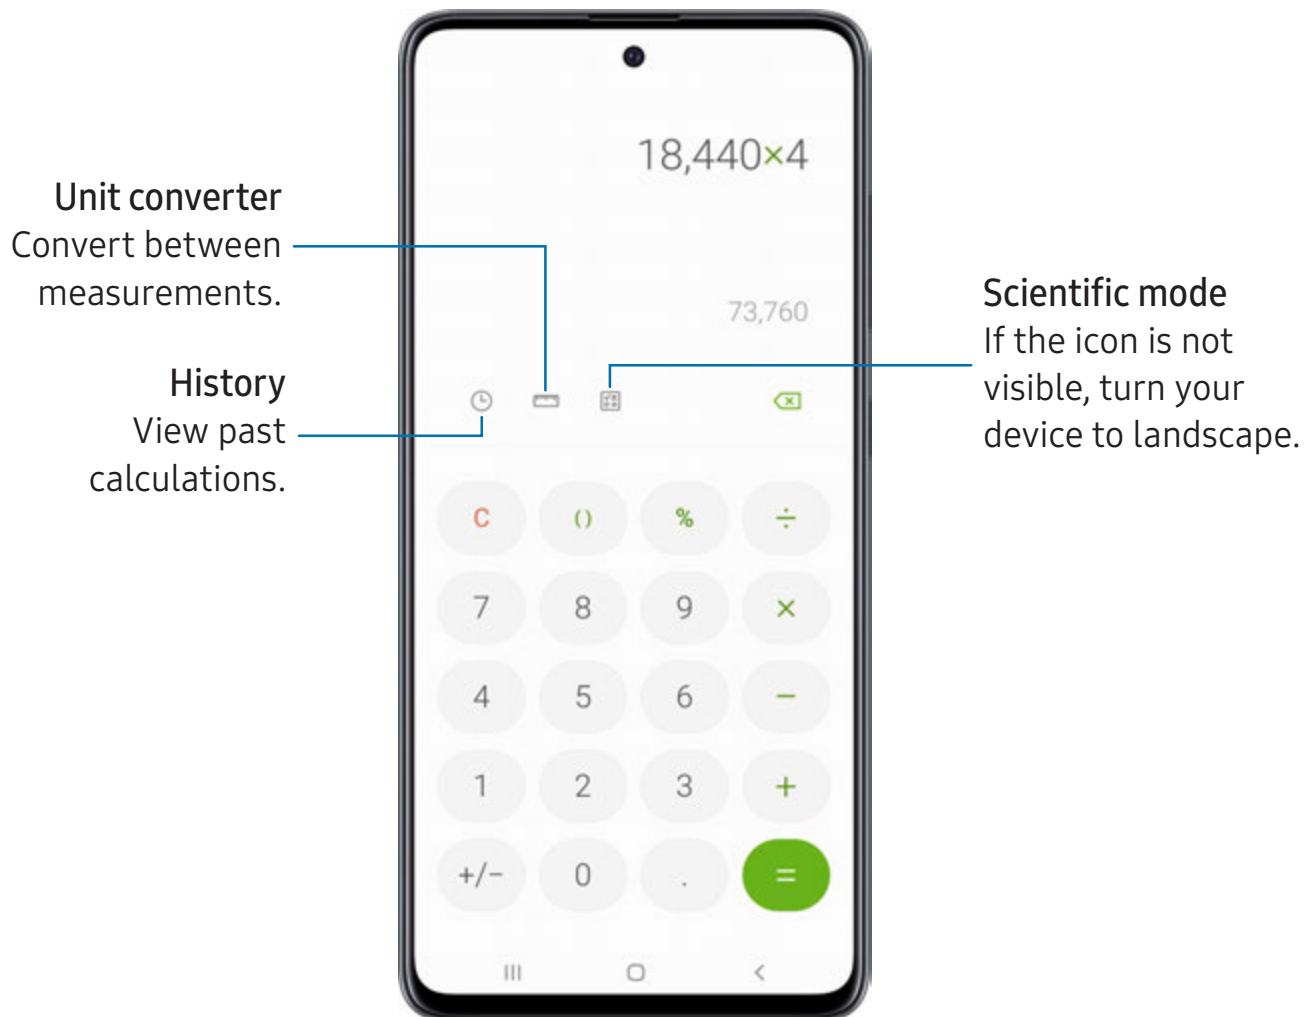 18,440×4
Unit converter
Convert between
measurements.
73,760
Scientific mode
If the icon is not
visible, turn your
device to landscape.
History
View past
calculations.
C () % ÷
7 8 9 ×
4 5 6 −
1 2 3 +
+/− 0 . =